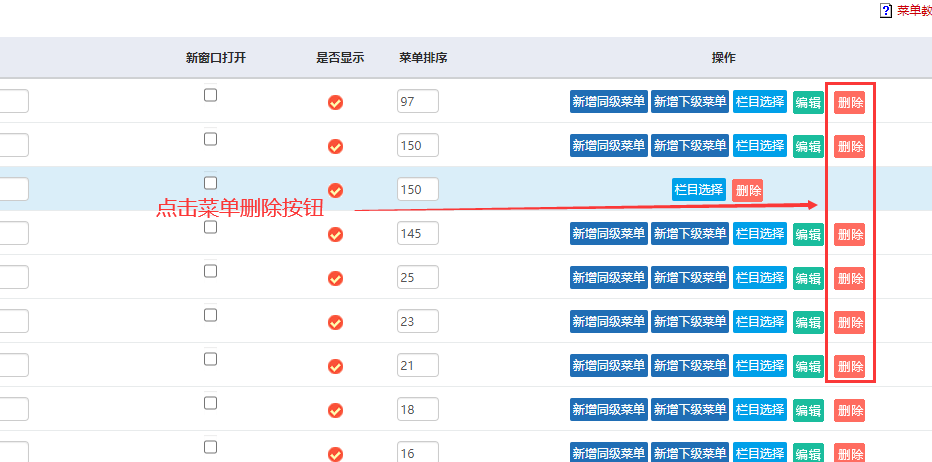 菜单教
新窗口打开 是否显示 菜单排序 操作
97 新增同级菜单 新增下级菜单 栏目选择 编辑 删除
150 新增同级菜单 新增下级菜单 栏目选择 编辑 删除
150 栏目选择 删除
点击菜单删除按钮
145 新增同级菜单 新增下级菜单 栏目选择 编辑 删除
25 新增同级菜单 新增下级菜单 栏目选择 编辑 删除
23 新增同级菜单 新增下级菜单 栏目选择 编辑 删除
21 新增同级菜单 新增下级菜单 栏目选择 编辑 删除
18 新增同级菜单 新增下级菜单 栏目选择 编辑 删除
16 新增同级菜单 新增下级菜单 栏目选择 编辑 删除